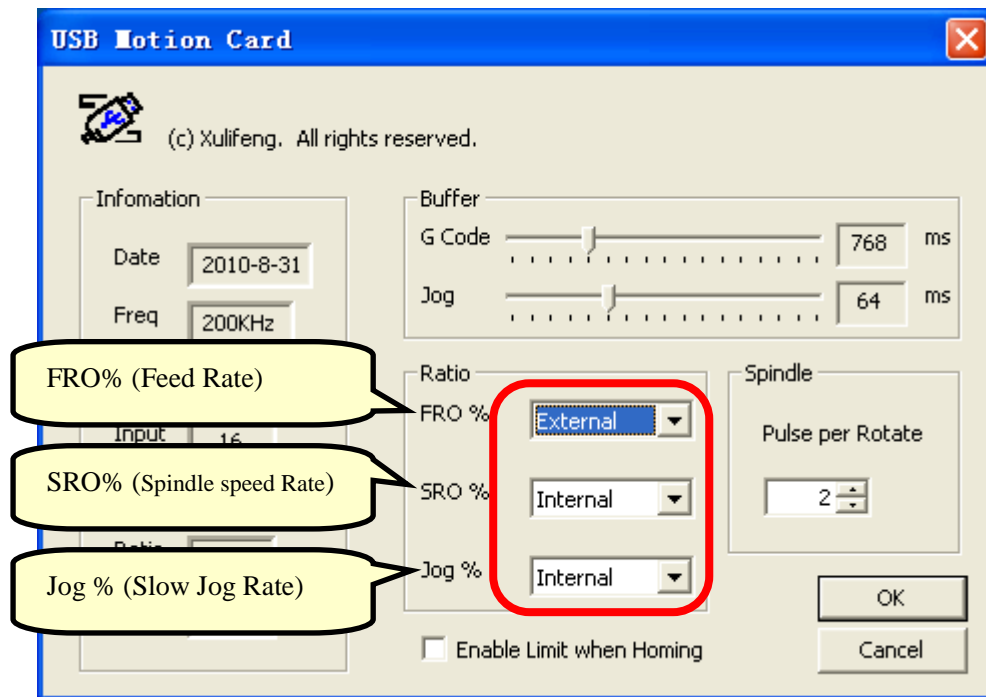 USB Motion Card
(c) Xulifeng. All rights reserved.
Infomation
Date 2010-8-31
Freq 200KHz
Input 16
Buffer
G Code 768 ms
Jog 64 ms
FRO% (Feed Rate)
SRO% (Spindle speed Rate)
Jog % (Slow Jog Rate)
Ratio
FRO % External
SRO % Internal
Jog % Internal
Spindle
Pulse per Rotate
2
Enable Limit when Homing
OK
Cancel